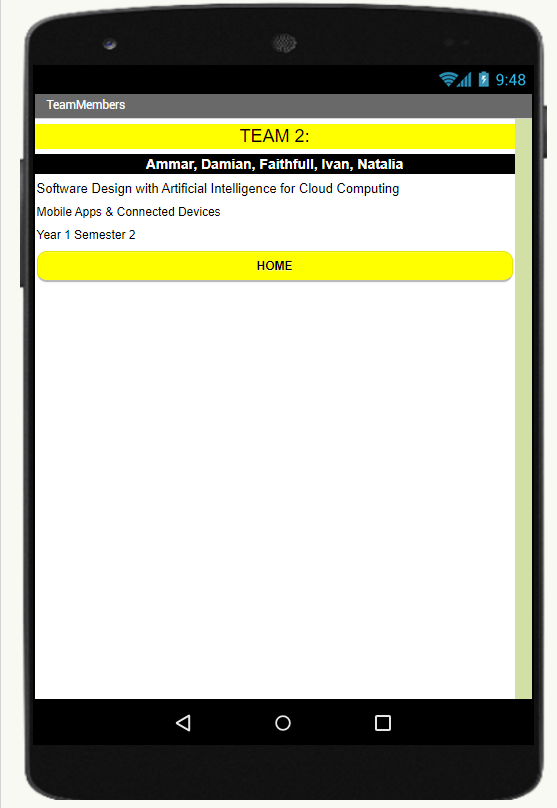 9:48
TeamMembers
TEAM 2:
Ammar, Damian, Faithfull, Ivan, Natalia
Software Design with Artificial Intelligence for Cloud Computing
Mobile Apps & Connected Devices
Year 1 Semester 2
HOME